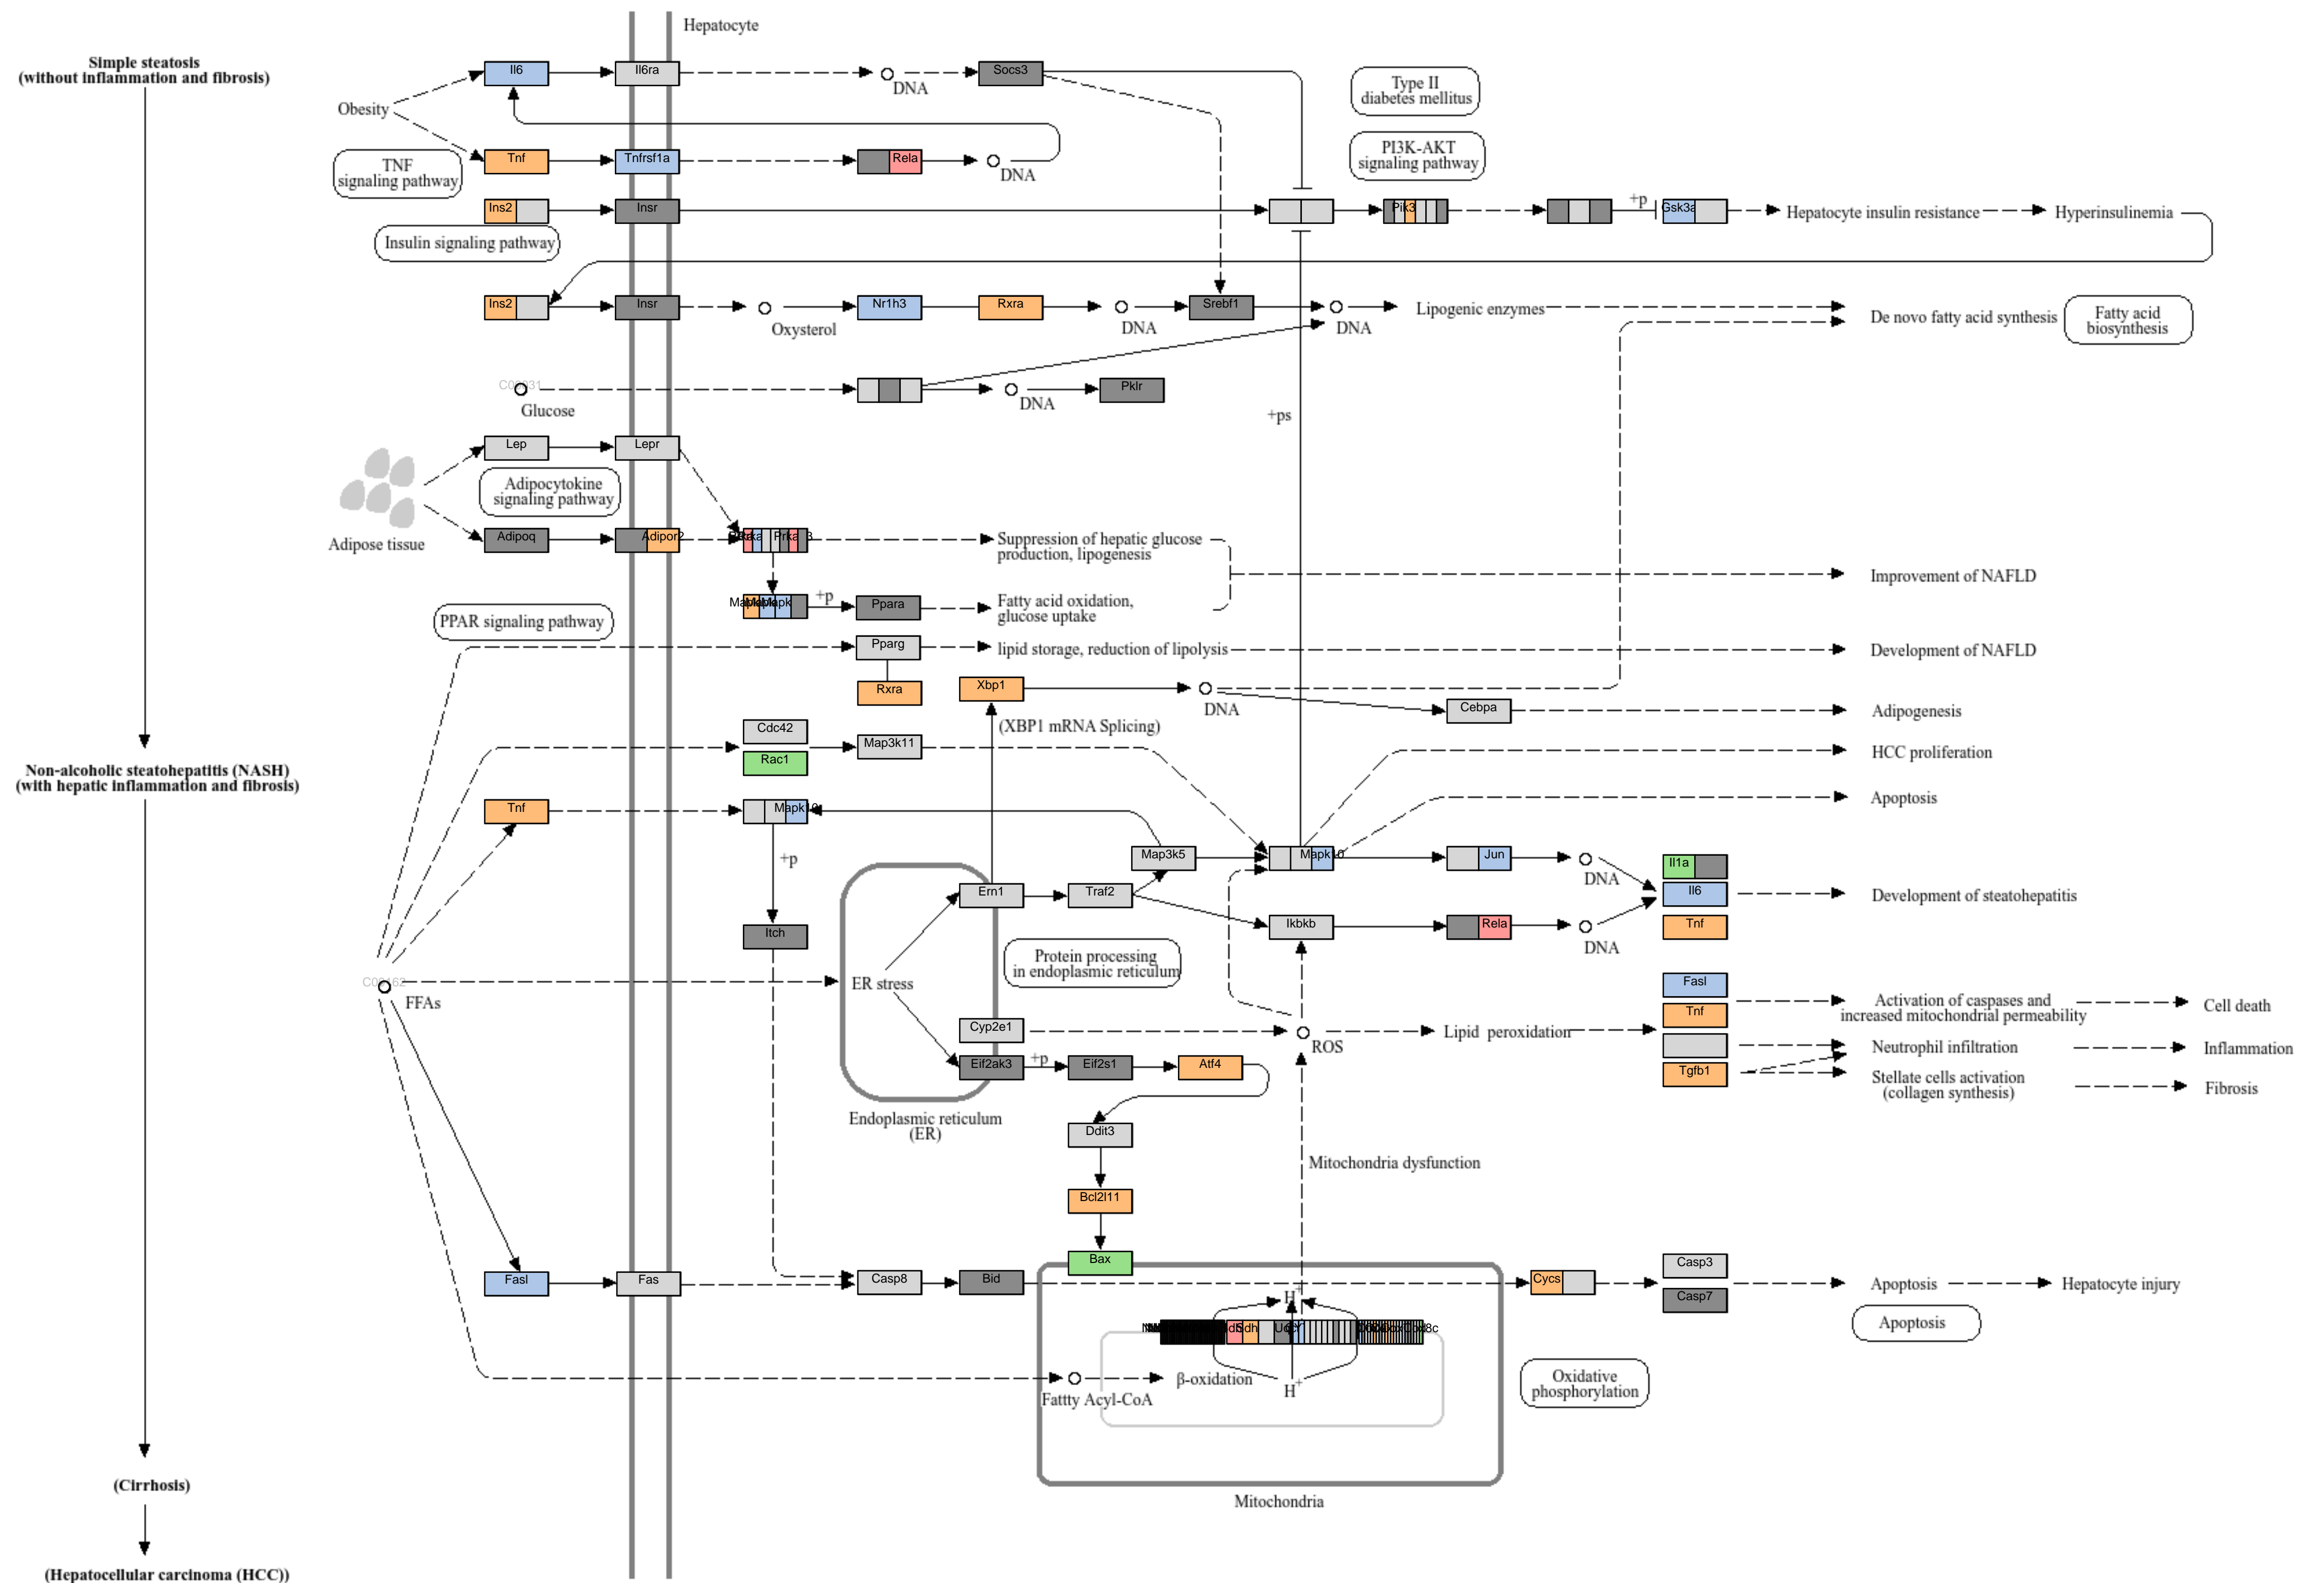 Hepatocyte
Simple steatosis
(without inflammation and fibrosis)
Il6
Il6ra
DNA
Socs3
Type II
diabetes mellitus
Obesity
TNF
signaling pathway
Tnf
Tnfrsf1a
Rela
DNA
PI3K-AKT
signaling pathway
Ins2
Insr
Pik3
+p
Gsk3a
Hepatocyte insulin resistance
Hyperinsulinemia
Insulin signaling pathway
Ins2
Insr
Oxysterol
Nr1h3
Rxra
DNA
Srebf1
DNA
Lipogenic enzymes
De novo fatty acid synthesis
Fatty acid
biosynthesis
Glucose
DNA
Pklr
+ps
Lep
Lepr
Adipocytokine
signaling pathway
Adipose tissue
Adipoq
Adipor2
Suppression of hepatic glucose
production, lipogenesis
Improvement of NAFLD
+p
Ppara
Fatty acid oxidation,
glucose uptake
PPAR signaling pathway
Pparg
lipid storage, reduction of lipolysis
Development of NAFLD
Rxra
Xbp1
DNA
(XBP1 mRNA Splicing)
Cebpa
Adipogenesis
Cdc42
Rac1
Map3k11
HCC proliferation
Non-alcoholic steatohepatitis (NASH)
(with hepatic inflammation and fibrosis)
Tnf
Mapk10
Apoptosis
+p
Map3k5
Mapk10
Jun
DNA
Il1a
Il6
Tnf
Development of steatohepatitis
Ern1
Traf2
Itch
Ikbkb
Rela
DNA
Protein processing
in endoplasmic reticulum
ER stress
FFAs
Fasl
Tnf
Activation of caspases and
increased mitochondrial permeability
Cell death
Cyp2e1
ROS
Lipid peroxidation
Neutrophil infiltration
Inflammation
Eif2ak3
+p
Eif2s1
Atf4
Tgfb1
Stellate cells activation
(collagen synthesis)
Fibrosis
Endoplasmic reticulum
(ER)
Ddit3
Mitochondria dysfunction
Bcl2l11
Bax
Fasl
Fas
Casp8
Bid
Cycs
Casp3
Casp7
Apoptosis
Hepatocyte injury
Apoptosis
H+
Fattty Acyl-CoA
β-oxidation
H+
Oxidative
phosphorylation
Mitochondria
(Cirrhosis)
(Hepatocellular carcinoma (HCC))